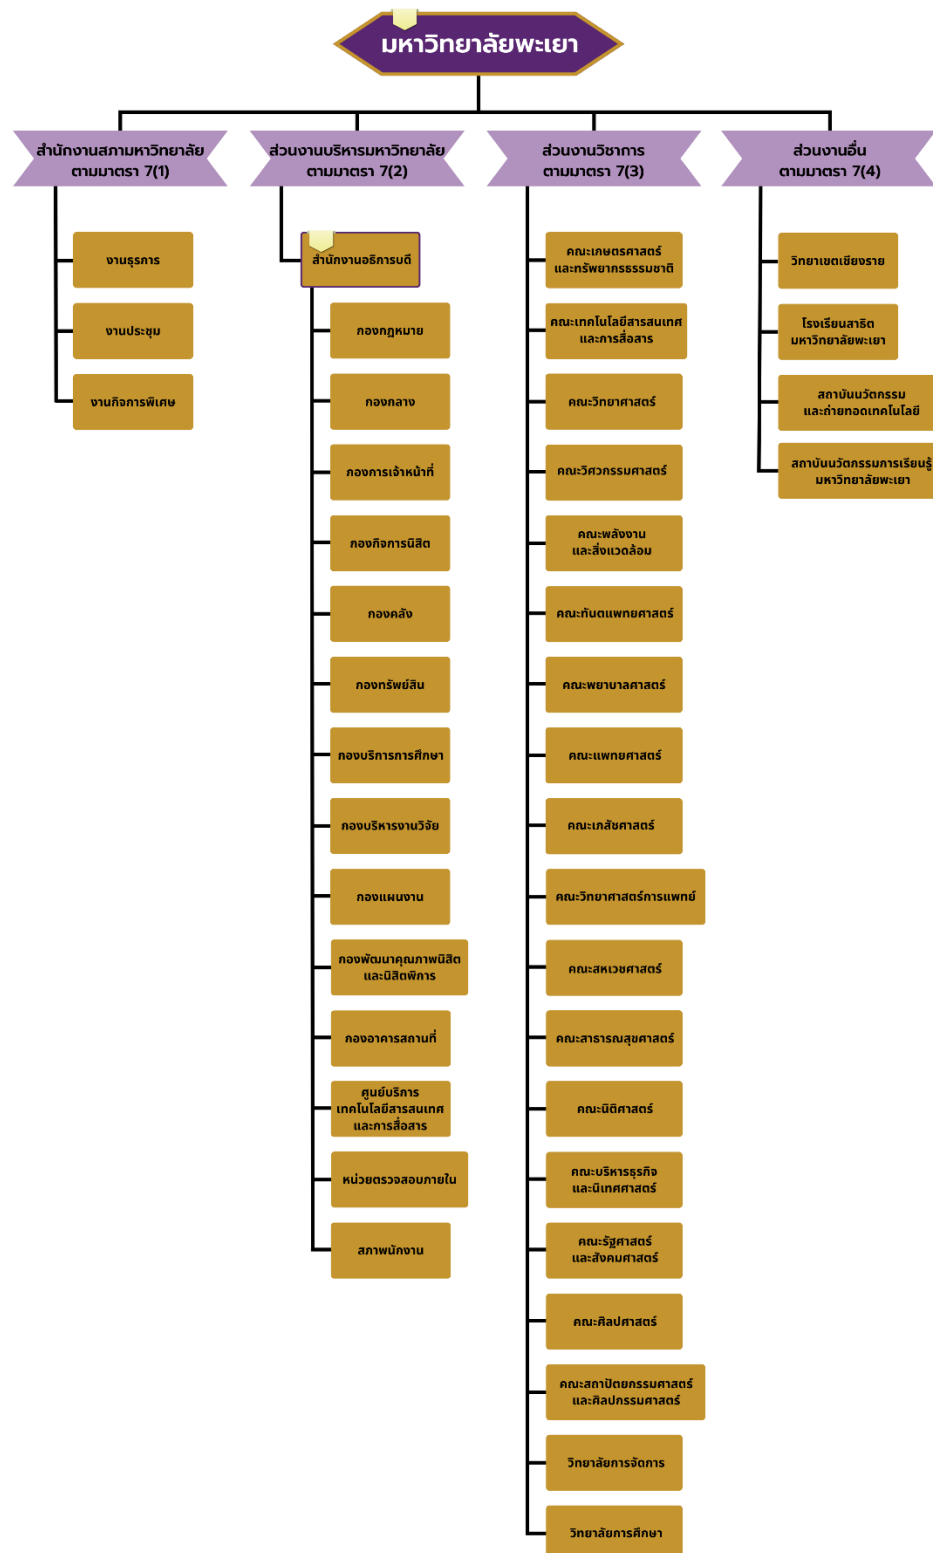 มหาวิทยาลัยพะเยา
สำนักงานสภามหาวิทยาลัย
ตามมาตรา 7(1)
งานธุรการ
งานประชุม
งานกิจการพิเศษ
ส่วนงานบริหารมหาวิทยาลัย
ตามมาตรา 7(2)
สำนักงานอธิการบดี
กองกฎหมาย
กองกลาง
กองการเจ้าหน้าที่
กองกิจการนิสิต
กองคลัง
กองทรัพย์สิน
กองบริการการศึกษา
กองบริหารงานวิจัย
กองแผนงาน
กองพัฒนาคุณภาพนิสิต
และนิสิตพิการ
กองอาคารสถานที่
ศูนย์บริการ
เทคโนโลยีสารสนเทศ
และการสื่อสาร
หน่วยตรวจสอบภายใน
สภาพนักงาน
ส่วนงานวิชาการ
ตามมาตรา 7(3)
คณะเกษตรศาสตร์
และทรัพยากรธรรมชาติ
คณะเทคโนโลยีสารสนเทศ
และการสื่อสาร
คณะวิทยาศาสตร์
คณะวิศวกรรมศาสตร์
คณะพลังงาน
และสิ่งแวดล้อม
คณะทันตแพทยศาสตร์
คณะพยาบาลศาสตร์
คณะแพทยศาสตร์
คณะเภสัชศาสตร์
คณะวิทยาศาสตร์การแพทย์
คณะสหเวชศาสตร์
คณะสาธารณสุขศาสตร์
คณะนิติศาสตร์
คณะบริหารธุรกิจ
และนิเทศศาสตร์
คณะรัฐศาสตร์
และสังคมศาสตร์
คณะศิลปศาสตร์
คณะสถาปัตยกรรมศาสตร์
และศิลปกรรมศาสตร์
วิทยาลัยการจัดการ
วิทยาลัยการศึกษา
ส่วนงานอื่น
ตามมาตรา 7(4)
วิทยาเขตเชียงราย
โรงเรียนสาธิต
มหาวิทยาลัยพะเยา
สถาบันนวัตกรรม
และถ่ายทอดเทคโนโลยี
สถาบันนวัตกรรมการเรียนรู้
มหาวิทยาลัยพะเยา